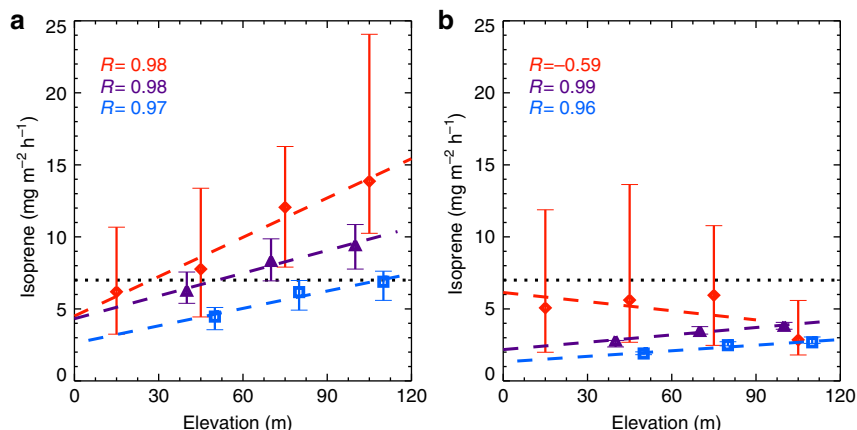 a
25
20
15
10
5
0
Isoprene (mg m⁻² h⁻¹)
R= 0.98
R= 0.98
R= 0.97
0 30 60 90 120
Elevation (m)
b
25
20
15
10
5
0
Isoprene (mg m⁻² h⁻¹)
R=–0.59
R= 0.99
R= 0.96
0 30 60 90 120
Elevation (m)